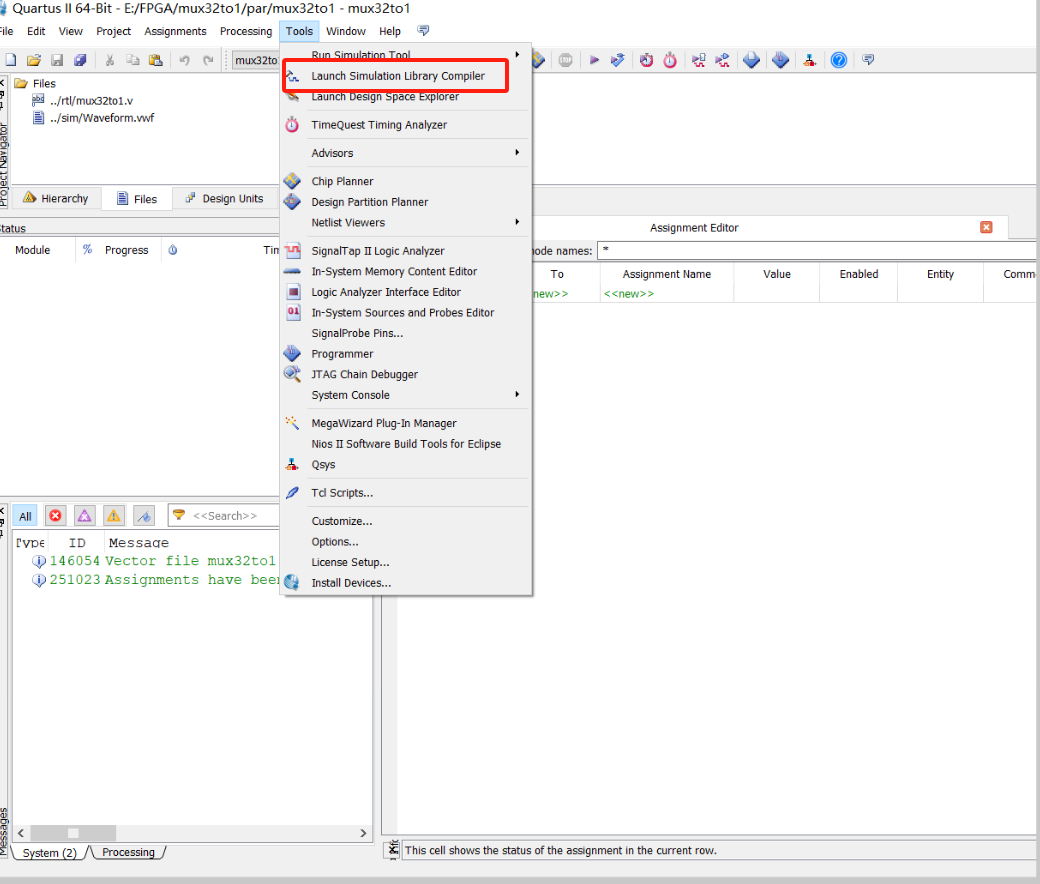 Quartus II 64-Bit - E:/FPGA/mux32to1/par/mux32to1 - mux32to1
File Edit View Project Assignments Processing Tools Window Help
mux32to
Run Simulation Tool
Launch Simulation Library Compiler
Launch Design Space Explorer
TimeQuest Timing Analyzer
Advisors
Chip Planner
Design Partition Planner
Netlist Viewers
SignalTap II Logic Analyzer
In-System Memory Content Editor
Logic Analyzer Interface Editor
In-System Sources and Probes Editor
SignalProbe Pins...
Programmer
JTAG Chain Debugger
System Console
MegaWizard Plug-In Manager
Nios II Software Build Tools for Eclipse
Qsys
Tcl Scripts...
Customize...
Options...
License Setup...
Install Devices...
Project Navigator
Files
../rtl/mux32to1.v
../sim/Waveform.vwf
Hierarchy Files Design Units
tatus
Module % Progress Tim
Assignment Editor
node names: *
To Assignment Name Value Enabled Entity Comm
new>> <<new>>
All <<Search>>
Type ID Message
146054 Vector file mux32to1
251023 Assignments have been
Messages
System (2) Processing
This cell shows the status of the assignment in the current row.